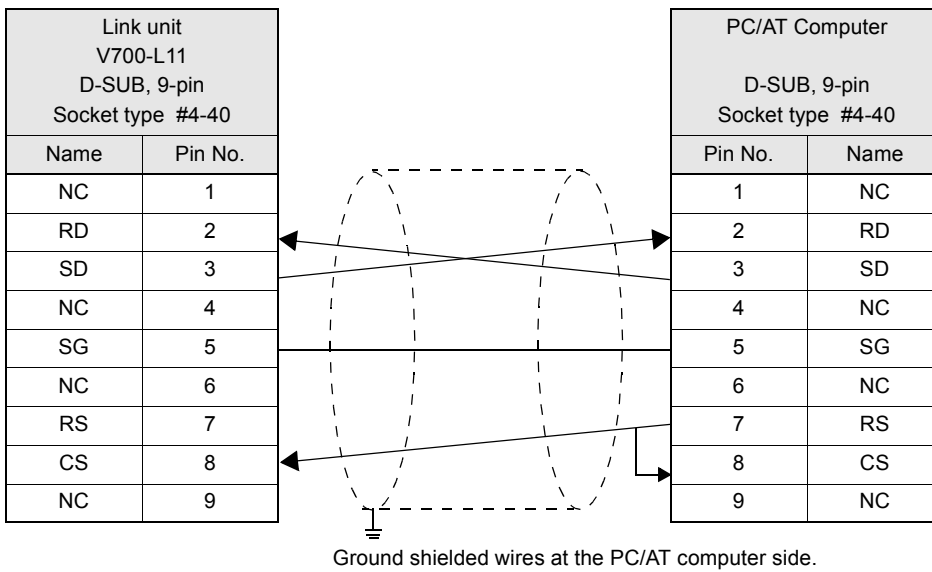 Link unit
V700-L11
D-SUB, 9-pin
Socket type #4-40
Name Pin No.
NC 1
RD 2
SD 3
NC 4
SG 5
NC 6
RS 7
CS 8
NC 9
PC/AT Computer
D-SUB, 9-pin
Socket type #4-40
Pin No. Name
1 NC
2 RD
3 SD
4 NC
5 SG
6 NC
7 RS
8 CS
9 NC
Ground shielded wires at the PC/AT computer side.